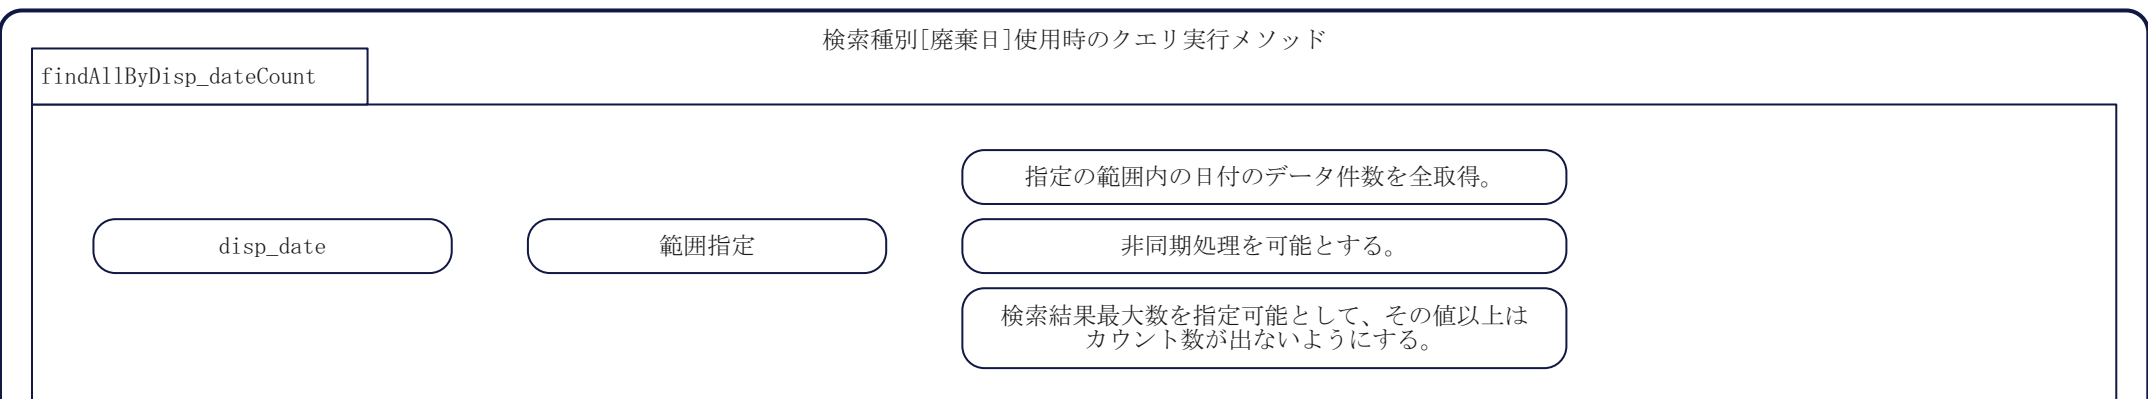 検索種別[廃棄日]使用時のクエリ実行メソッド
findAllByDisp_dateCount
指定の範囲内の日付のデータ件数を全取得。
disp_date
範囲指定
非同期処理を可能とする。
検索結果最大数を指定可能として、その値以上は
カウント数が出ないようにする。